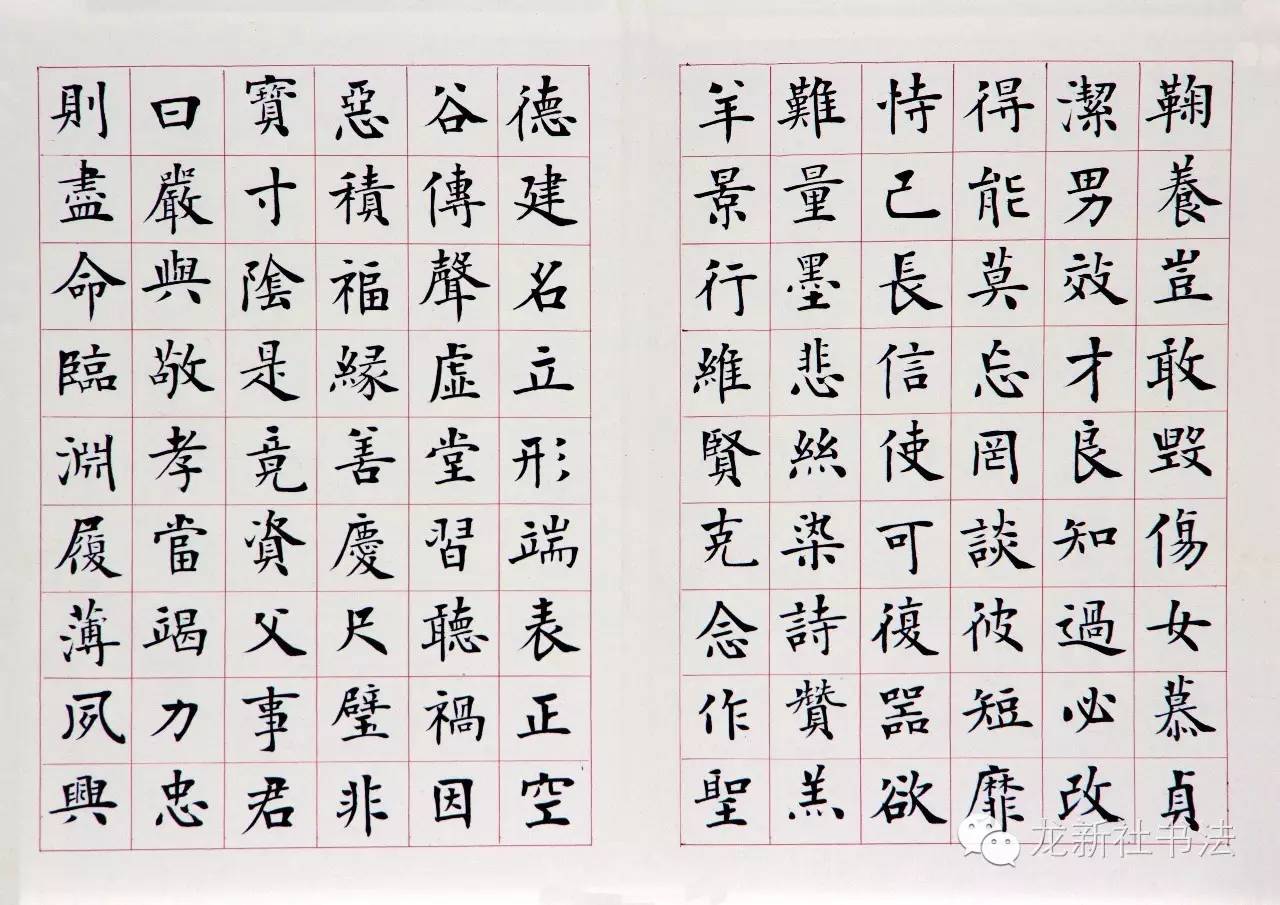 鞠養豈敢毀傷女慕貞
潔男效才良知過必改
得能莫忘罔談彼短靡
恃己長信使可復器欲
難量墨悲絲染詩贊羔
羊景行維賢克念作聖
德建名立形端表正空
谷傳聲虛堂習聽禍因
惡積福緣善慶尺璧非
寶寸陰是竟資父事君
曰嚴與敬孝當竭力忠
則盡命臨淵履薄夙興
龙新社书法